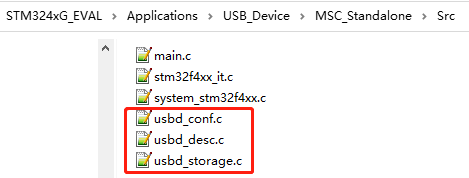 STM324xG_EVAL > Applications > USB_Device > MSC_Standalone > Src
main.c
stm32f4xx_it.c
system_stm32f4xx.c
usbd_conf.c
usbd_desc.c
usbd_storage.c